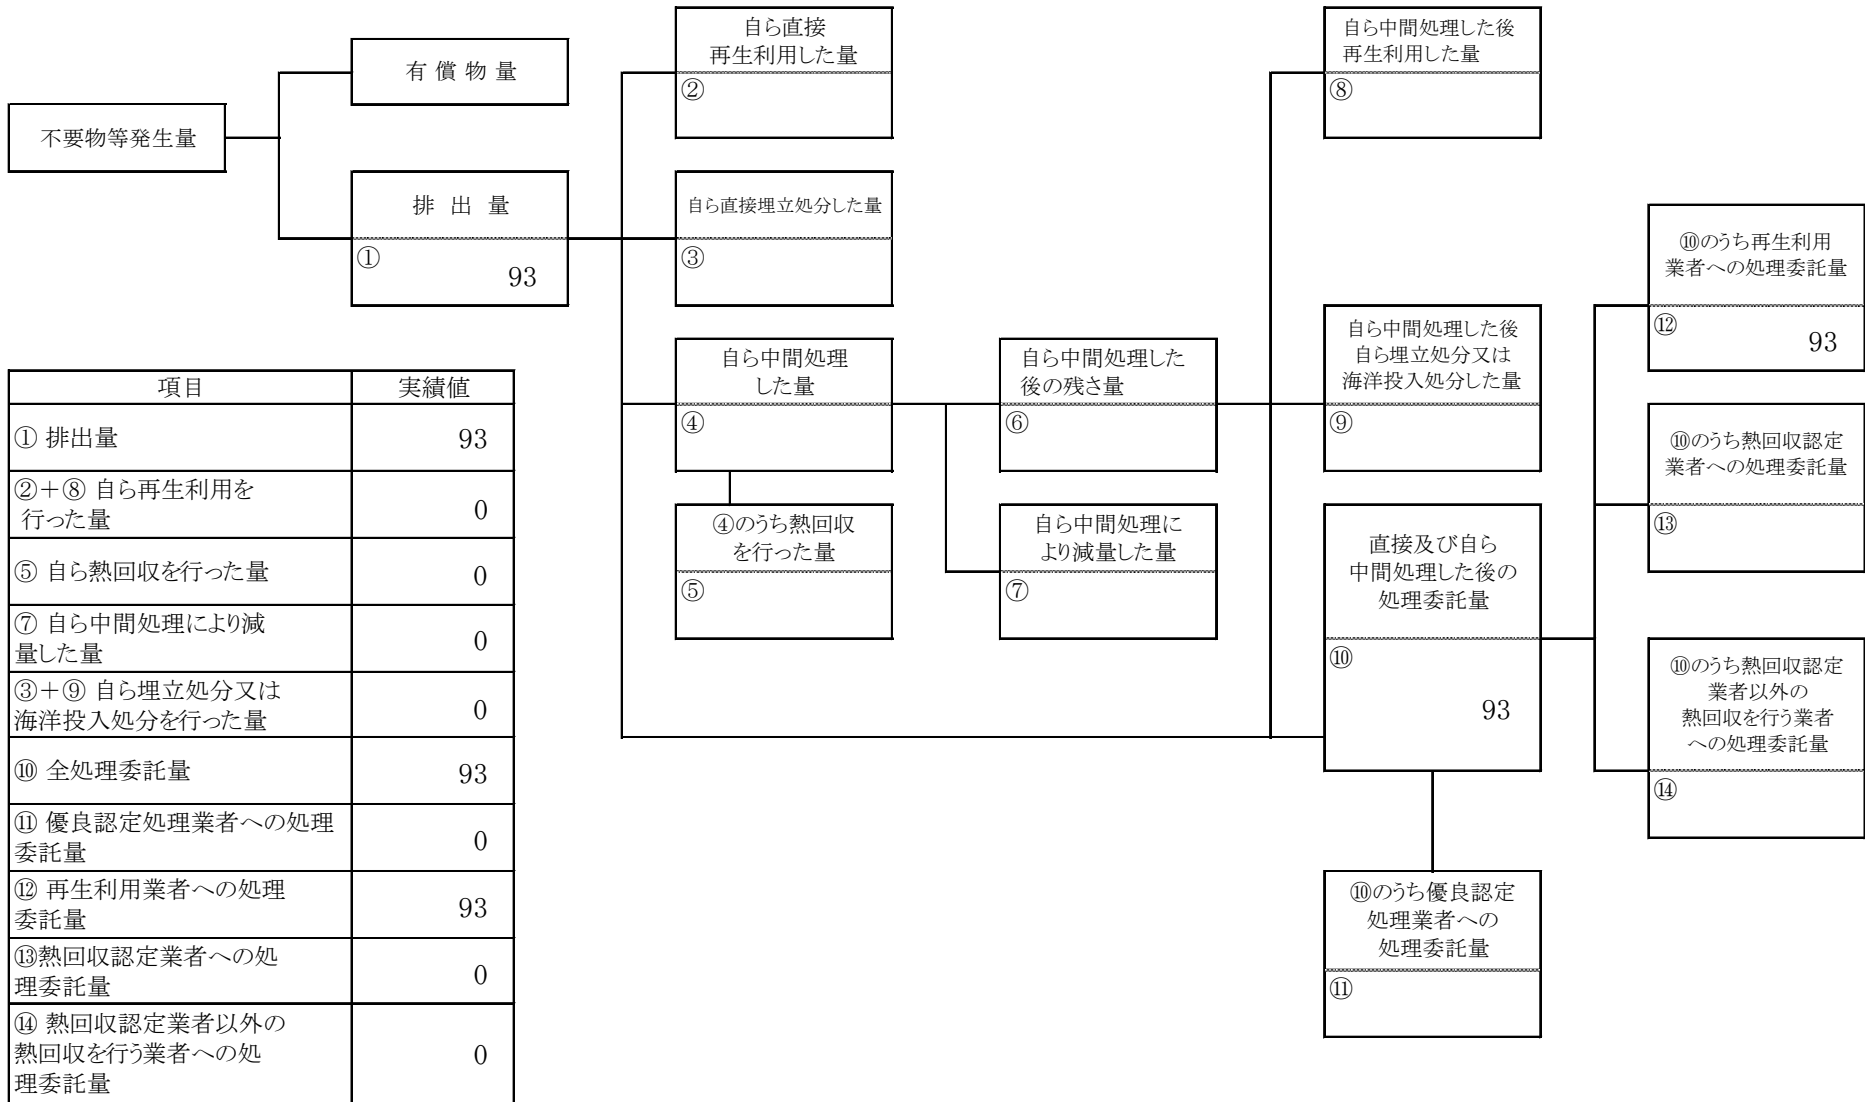 不要物等発生量
有 償 物 量
排 出 量
①
93
自ら直接
再生利用した量
②
自ら直接埋立処分した量
③
自ら中間処理
した量
④
④のうち熱回収
を行った量
⑤
自ら中間処理した
後の残さ量
⑥
自ら中間処理に
より減量した量
⑦
自ら中間処理した後
再生利用した量
⑧
自ら中間処理した後
自ら埋立処分又は
海洋投入処分した量
⑨
直接及び自ら
中間処理した後の
処理委託量
⑩
93
⑩のうち優良認定
処理業者への
処理委託量
⑪
⑩のうち再生利用
業者への処理委託量
⑫
93
⑩のうち熱回収認定
業者への処理委託量
⑬
⑩のうち熱回収認定
業者以外の
熱回収を行う業者
への処理委託量
⑭
項目 実績値
① 排出量 93
②＋⑧ 自ら再生利用を
行った量 0
⑤ 自ら熱回収を行った量 0
⑦ 自ら中間処理により減
量した量 0
③＋⑨ 自ら埋立処分又は
海洋投入処分を行った量 0
⑩ 全処理委託量 93
⑪ 優良認定処理業者への処理
委託量 0
⑫ 再生利用業者への処理
委託量 93
⑬熱回収認定業者への処
理委託量 0
⑭ 熱回収認定業者以外の
熱回収を行う業者への処 0
理委託量